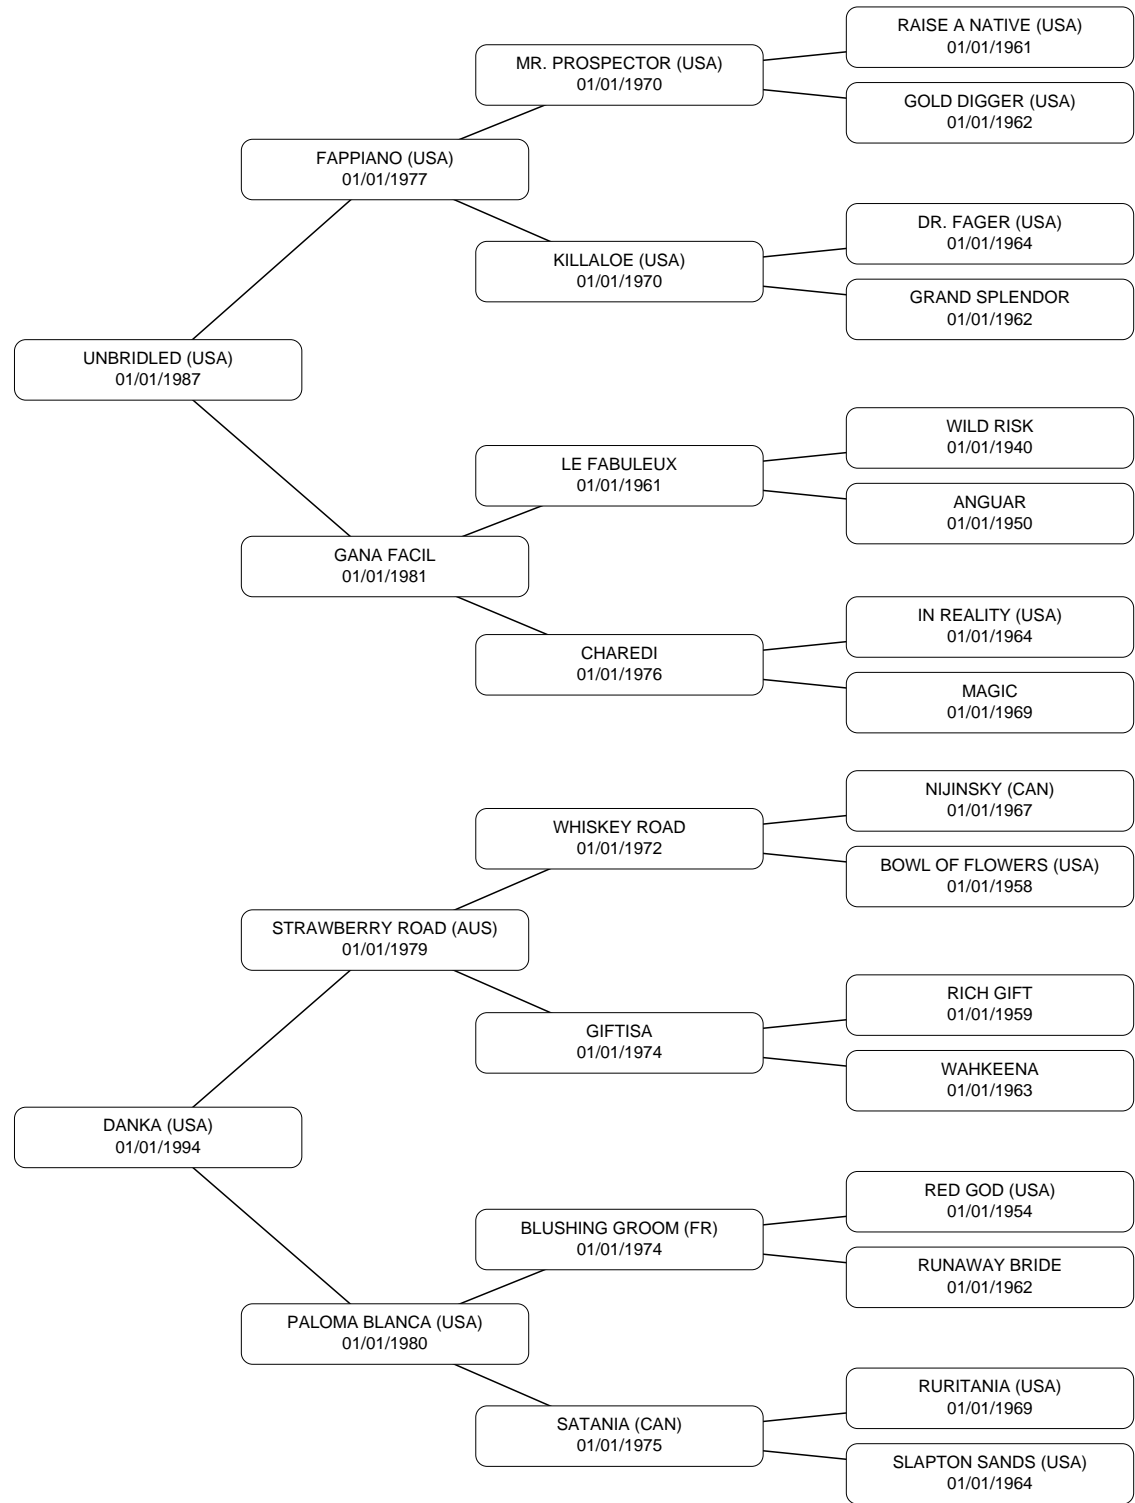 RAISE A NATIVE (USA)
01/01/1961
MR. PROSPECTOR (USA)
01/01/1970
GOLD DIGGER (USA)
01/01/1962
FAPPIANO (USA)
01/01/1977
DR. FAGER (USA)
01/01/1964
KILLALOE (USA)
01/01/1970
GRAND SPLENDOR
01/01/1962
UNBRIDLED (USA)
01/01/1987
WILD RISK
01/01/1940
LE FABULEUX
01/01/1961
ANGUAR
01/01/1950
GANA FACIL
01/01/1981
IN REALITY (USA)
01/01/1964
CHAREDI
01/01/1976
MAGIC
01/01/1969
NIJINSKY (CAN)
01/01/1967
WHISKEY ROAD
01/01/1972
BOWL OF FLOWERS (USA)
01/01/1958
STRAWBERRY ROAD (AUS)
01/01/1979
RICH GIFT
01/01/1959
GIFTISA
01/01/1974
WAHKEENA
01/01/1963
DANKA (USA)
01/01/1994
RED GOD (USA)
01/01/1954
BLUSHING GROOM (FR)
01/01/1974
RUNAWAY BRIDE
01/01/1962
PALOMA BLANCA (USA)
01/01/1980
RURITANIA (USA)
01/01/1969
SATANIA (CAN)
01/01/1975
SLAPTON SANDS (USA)
01/01/1964